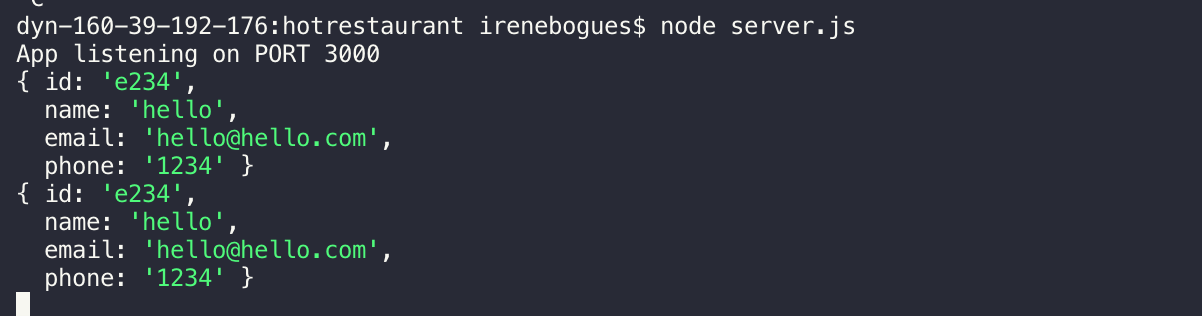 dyn-160-39-192-176:hotrestaurant irenebogues$ node server.js
App listening on PORT 3000
{ id: 'e234',
  name: 'hello',
  email: 'hello@hello.com',
  phone: '1234' }
{ id: 'e234',
  name: 'hello',
  email: 'hello@hello.com',
  phone: '1234' }